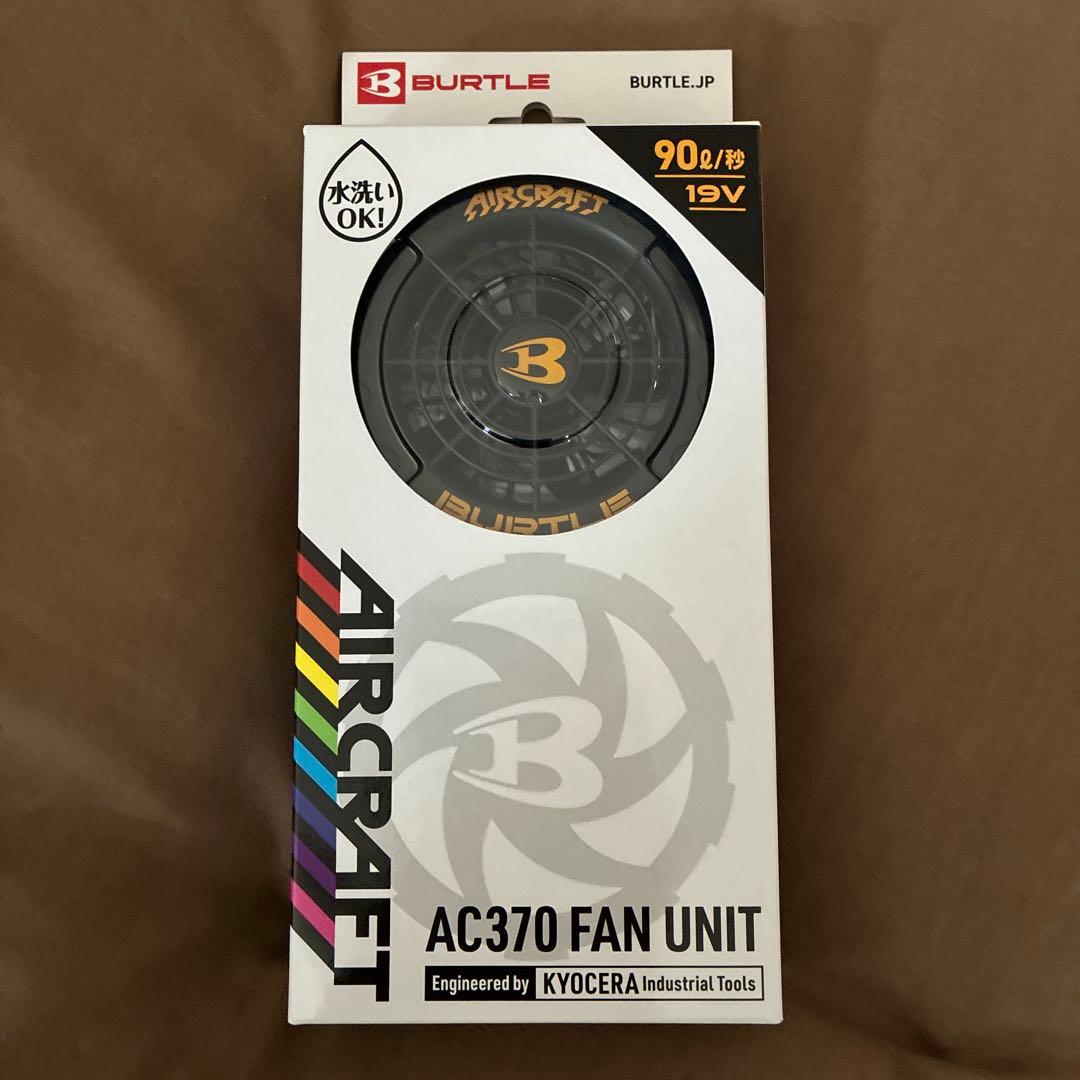 B BURTLE
BURTLE.JP
水洗い
OK!
90ℓ/秒
19V
AIRCRAFT
B
BURTLE
AIRCRAFT
B
AC370 FAN UNIT
Engineered by KYOCERA Industrial Tools